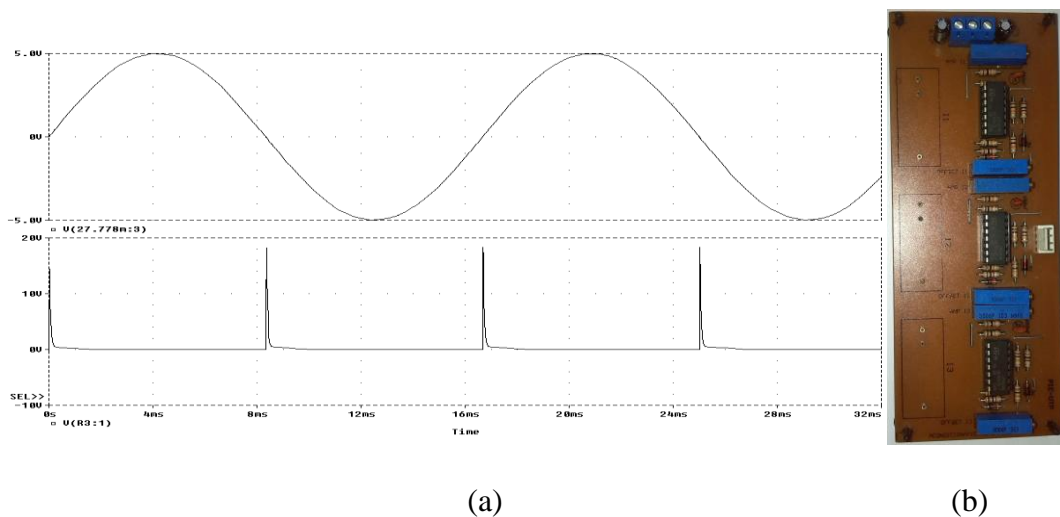 5.0V
0V
-5.0V
V(27.778m:3)
20V
10V
0V
SEL>>
-10V
0s 4ms 8ms 12ms 16ms 20ms 24ms 28ms 32ms
V(R3:1)
Time
(a) (b)